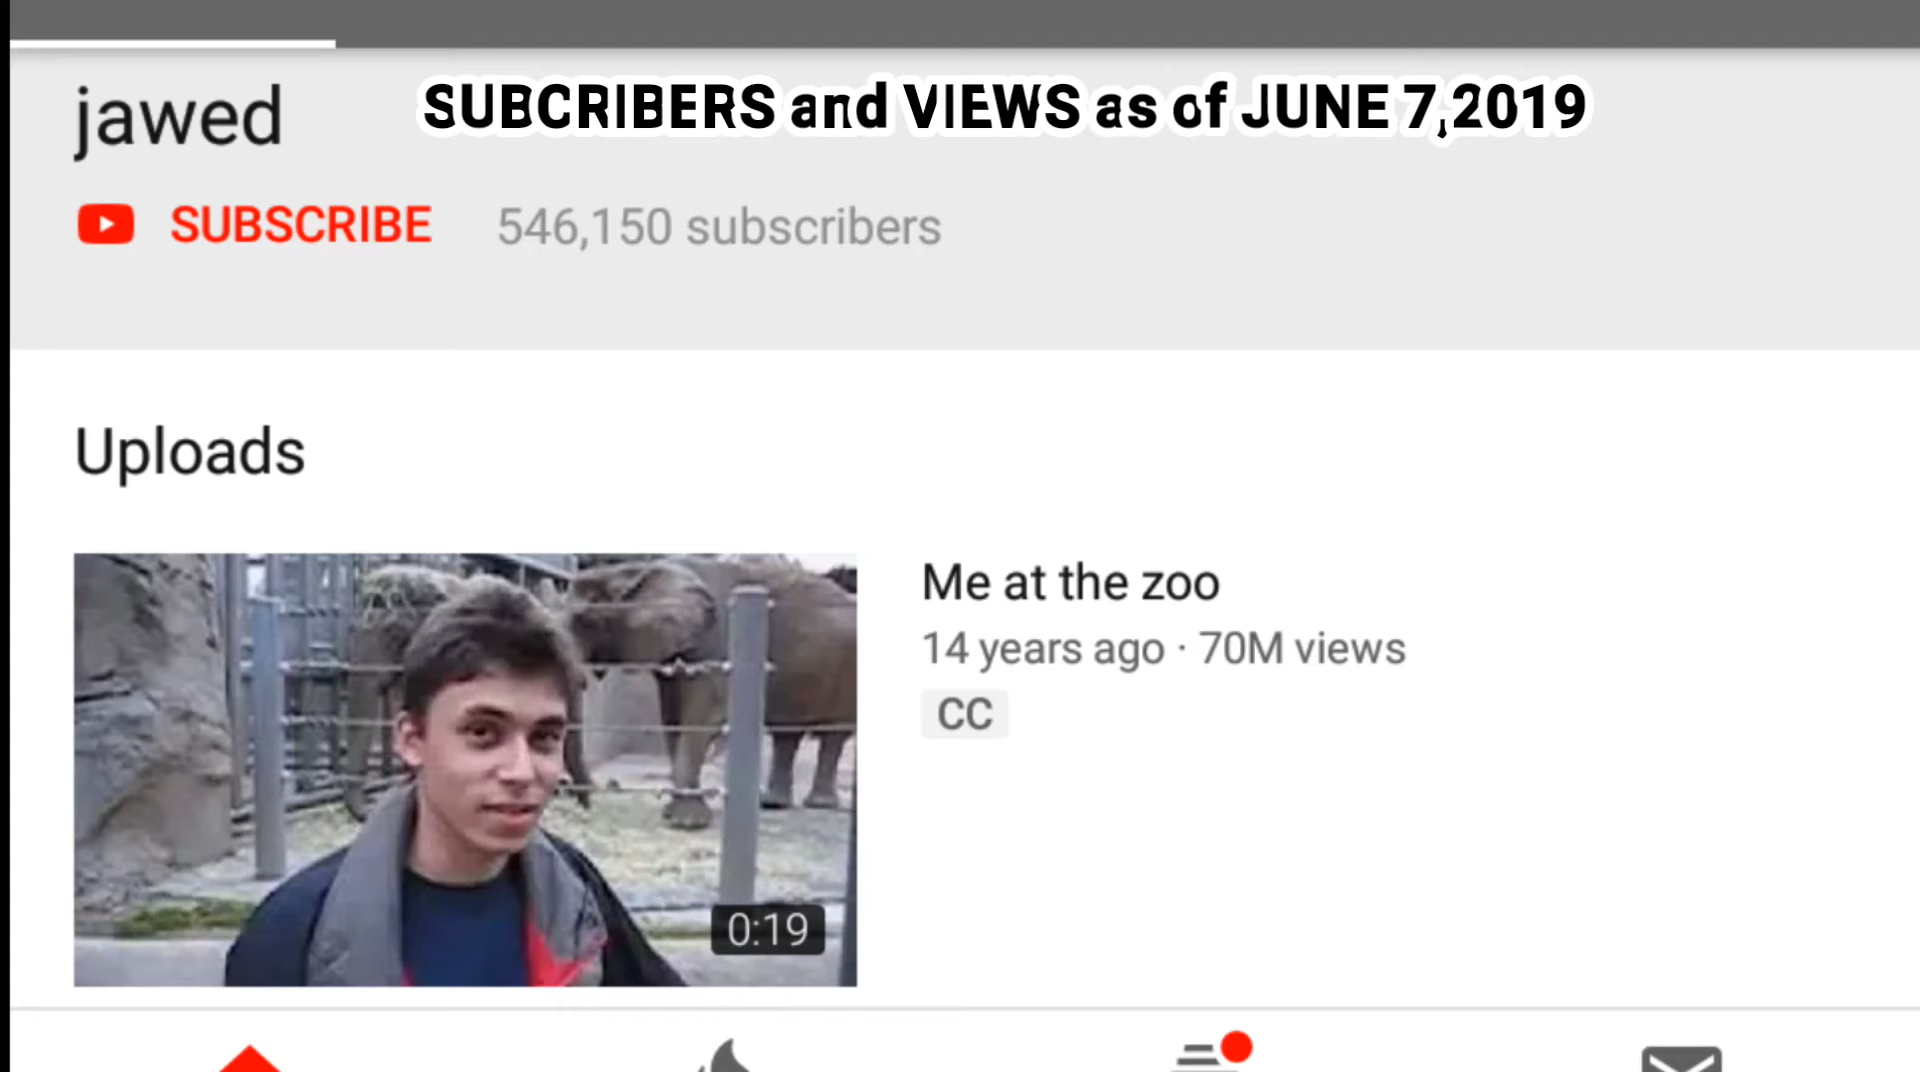 jawed
SUBCRIBERS and VIEWS as of JUNE 7,2019
SUBSCRIBE 546,150 subscribers
Uploads
Me at the zoo
14 years ago · 70M views
CC
0:19